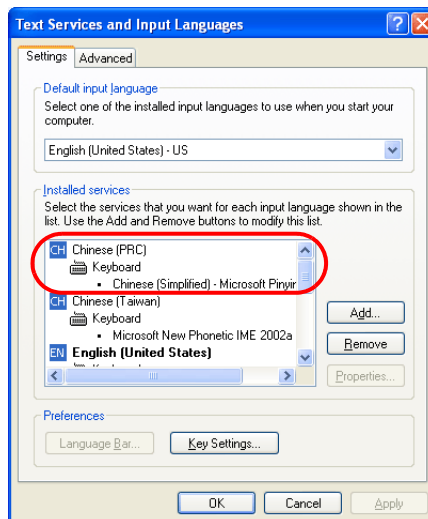 Text Services and Input Languages
Settings Advanced
Default input language
Select one of the installed input languages to use when you start your
computer.
English (United States) - US
Installed services
Select the services that you want for each input language shown in the
list. Use the Add and Remove buttons to modify this list.
CH Chinese (PRC)
Keyboard
• Chinese (Simplified) - Microsoft Pinyin
CH Chinese (Taiwan)
Keyboard
• Microsoft New Phonetic IME 2002a
EN English (United States)
Add...
Remove
Properties...
Preferences
Language Bar... Key Settings...
OK Cancel Apply